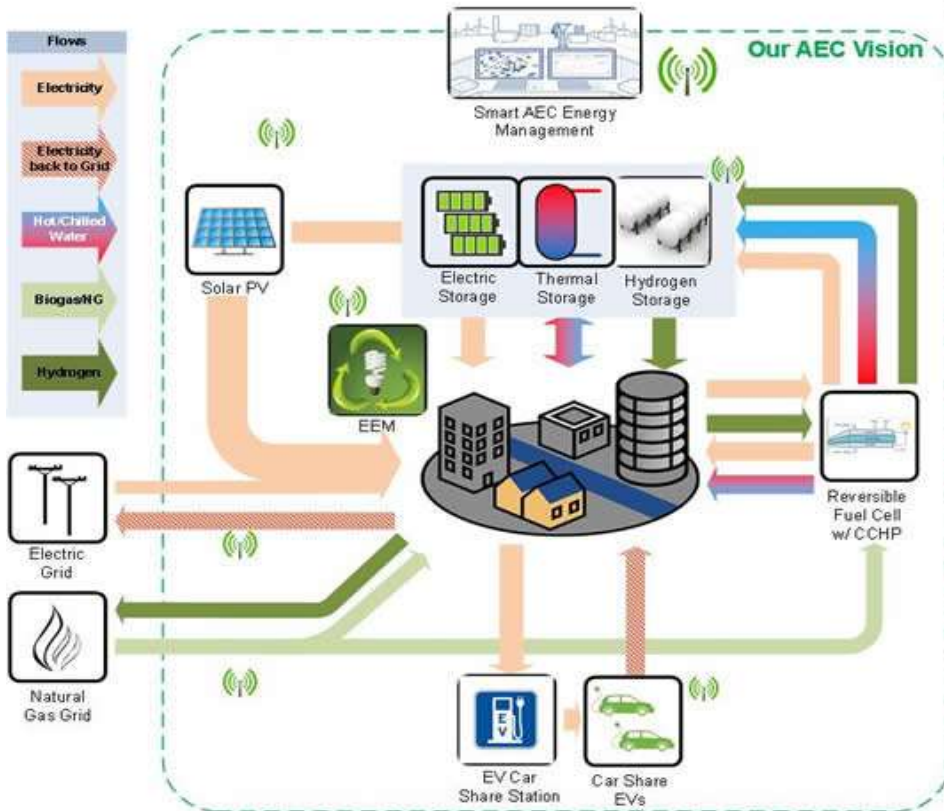 Flows
Electricity
Electricity
back to Grid
Hot/Chilled
Water
Biogas/NG
Hydrogen
Our AEC Vision
Smart AEC Energy
Management
Solar PV
Electric
Storage
Thermal
Storage
Hydrogen
Storage
EEM
Reversible
Fuel Cell
w/ CCHP
Electric
Grid
Natural
Gas Grid
E V
EV Car
Share Station
Car Share
EVs